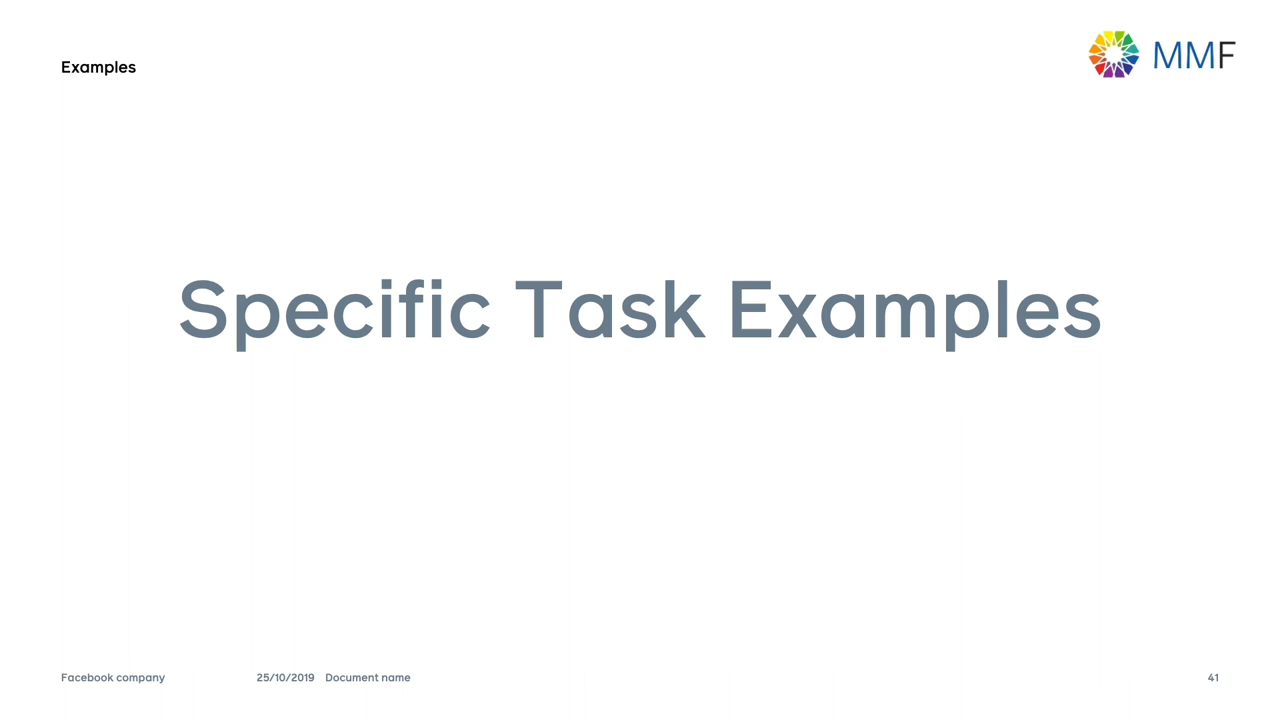 Examples
MMF
Specific Task Examples
Facebook company 25/10/2019 Document name 41